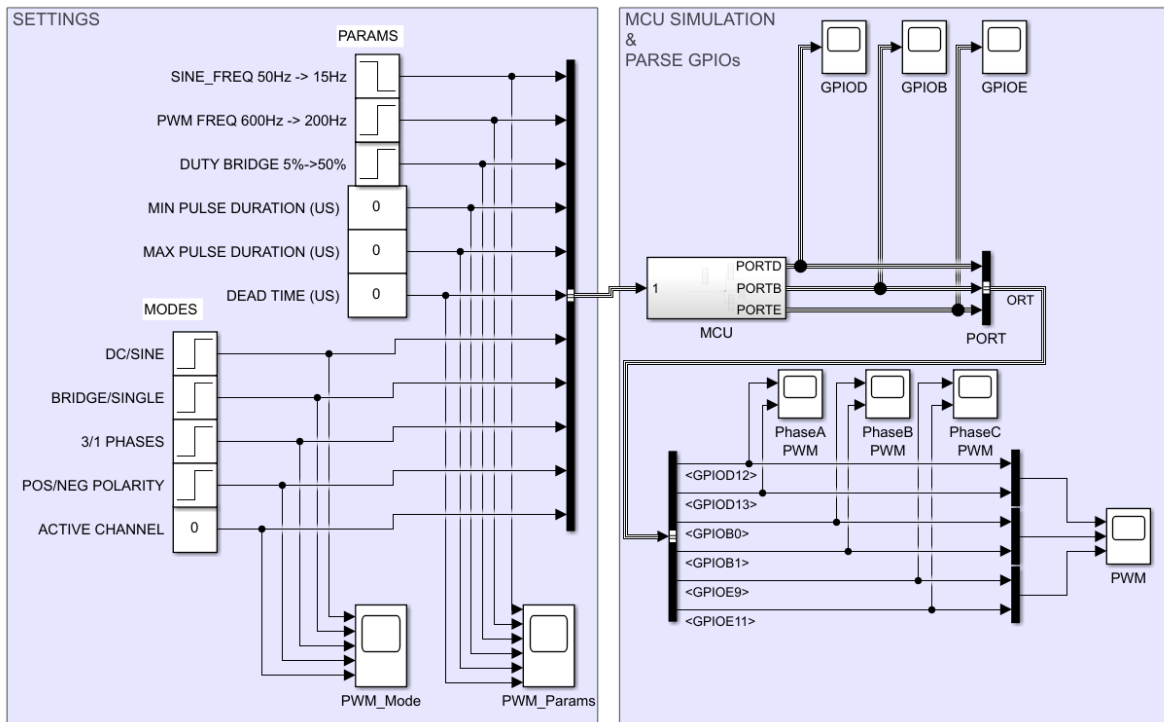 SETTINGS
PARAMS
SINE_FREQ 50Hz -> 15Hz
PWM FREQ 600Hz -> 200Hz
DUTY BRIDGE 5%->50%
MIN PULSE DURATION (US)
0
MAX PULSE DURATION (US)
0
DEAD TIME (US)
0
MODES
DC/SINE
BRIDGE/SINGLE
3/1 PHASES
POS/NEG POLARITY
ACTIVE CHANNEL
0
PWM_Mode
PWM_Params
MCU SIMULATION
&
PARSE GPIOs
GPIOD
GPIOB
GPIOE
1
PORTD
PORTB
PORTE
MCU
ORT
PORT
PhaseA
PWM
PhaseB
PWM
PhaseC
PWM
<GPIOD12>
<GPIOD13>
<GPIOB0>
<GPIOB1>
<GPIOE9>
<GPIOE11>
PWM